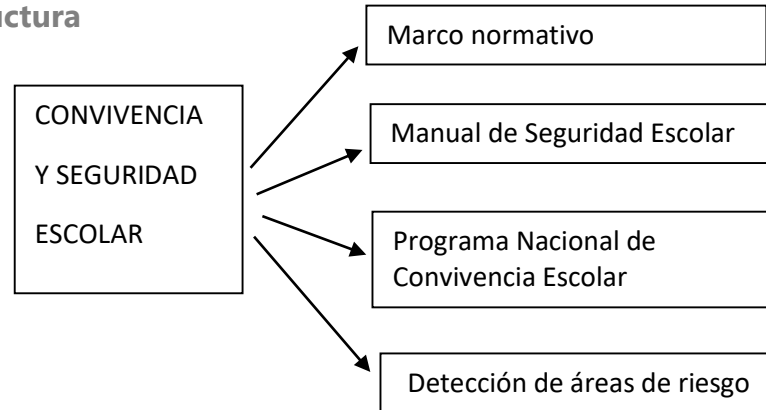 Marco normativo
CONVIVENCIA
Y SEGURIDAD
ESCOLAR
Manual de Seguridad Escolar
Programa Nacional de
Convivencia Escolar
Detección de áreas de riesgo